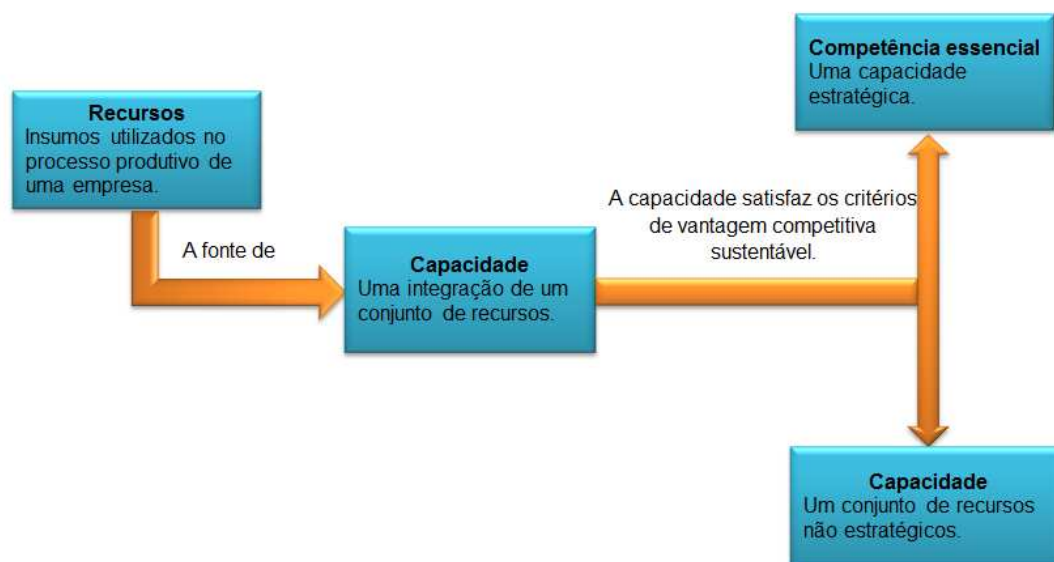 Recursos
Insumos utilizados no
processo produtivo de
uma empresa.
A fonte de
Capacidade
Uma integração de um
conjunto de recursos.
A capacidade satisfaz os critérios
de vantagem competitiva
sustentável.
Competência essencial
Uma capacidade
estratégica.
Capacidade
Um conjunto de recursos
não estratégicos.